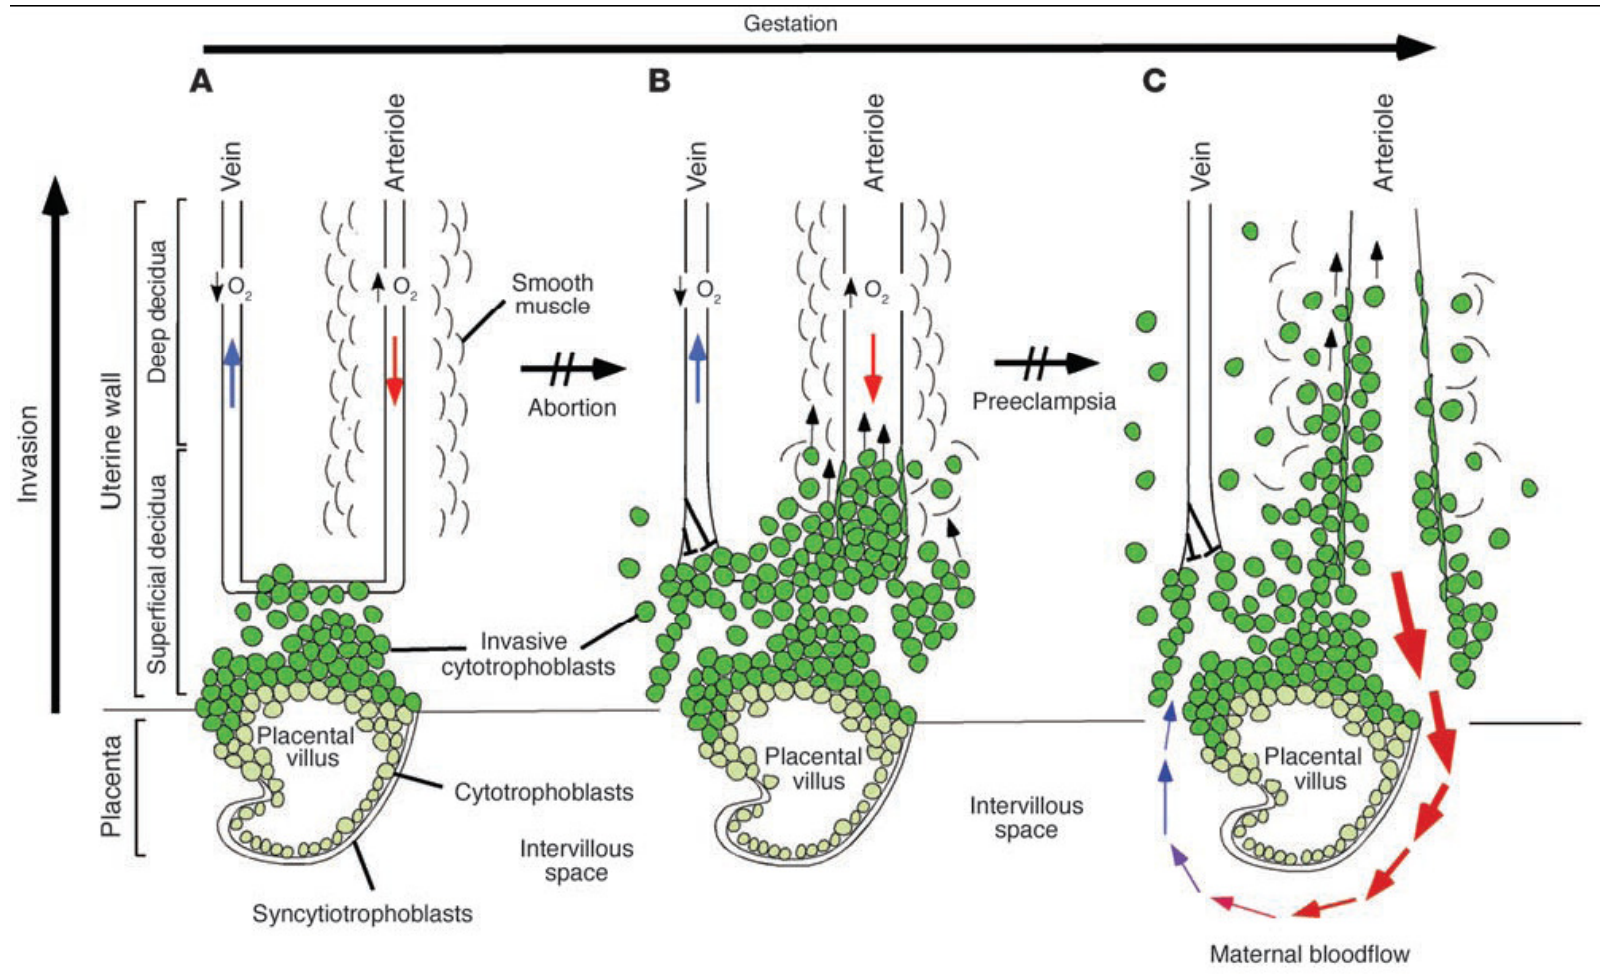 Gestation
A
B
C
Vein
Arteriole
Vein
Arteriole
Vein
Arteriole
Invasion
Uterine wall
Deep decidua
Superficial decidua
Placenta
O2
O2
O2
O2
Smooth
muscle
Abortion
Preeclampsia
Invasive
cytotrophoblasts
Placental
villus
Placental
villus
Placental
villus
Cytotrophoblasts
Intervillous
space
Intervillous
space
Syncytiotrophoblasts
Maternal bloodflow